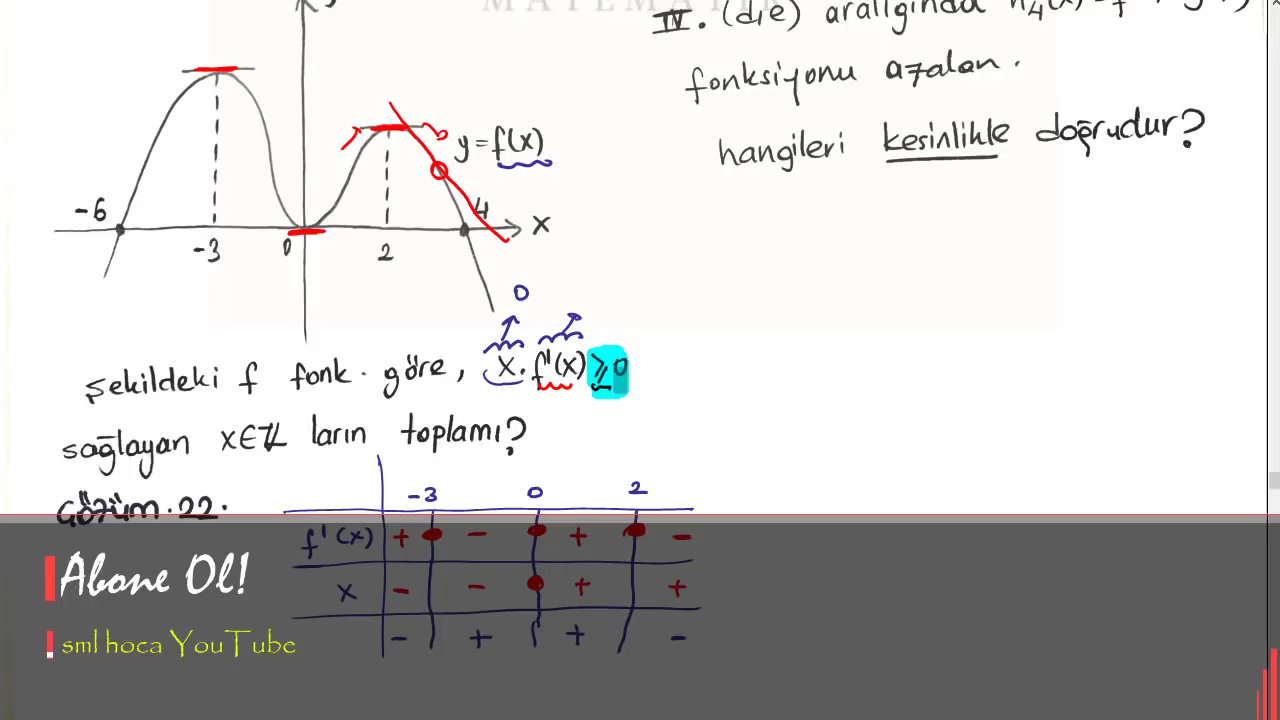 MATEMATİK
y
y=f(x)
-6
-3
0
2
4
x
IV. (d,e) aralığında
fonksiyonu azalan.
hangileri kesinlikle doğrudur?
0
şekildeki f fonk. göre, x.f'(x) ≥ 0
sağlayan x∈Z ların toplamı?
Çözüm.22.
-3 0 2
f'(x) + - + -
x - - + +
- + + -
Abone Ol!
sml hoca YouTube